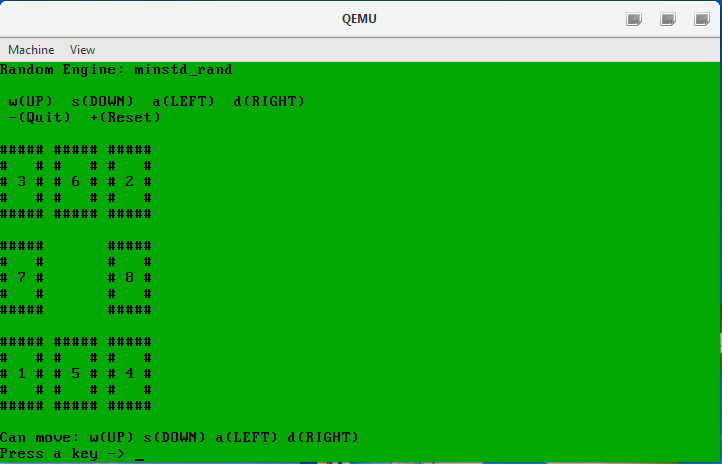 QEMU
Machine View
Random Engine: minstd_rand
w(UP) s(DOWN) a(LEFT) d(RIGHT)
-(Quit) +(Reset)
##### ##### #####
#   # #   # #   #
# 3 # # 6 # # 2 #
#   # #   # #   #
##### ##### #####
#####       #####
#   #       #   #
# 7 #       # 8 #
#   #       #   #
#####       #####
##### ##### #####
#   # #   # #   #
# 1 # # 5 # # 4 #
#   # #   # #   #
##### ##### #####
Can move: w(UP) s(DOWN) a(LEFT) d(RIGHT)
Press a key -> _